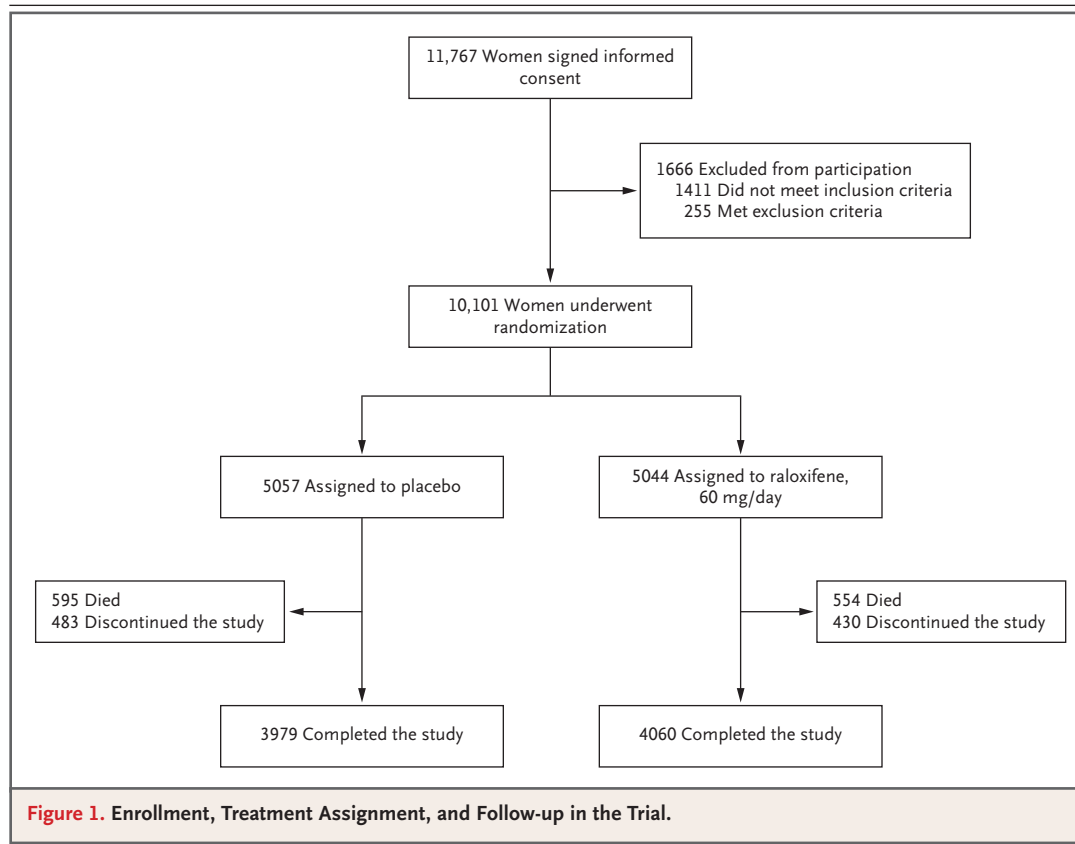 11,767 Women signed informed
consent
1666 Excluded from participation
1411 Did not meet inclusion criteria
255 Met exclusion criteria
10,101 Women underwent
randomization
5057 Assigned to placebo
5044 Assigned to raloxifene,
60 mg/day
595 Died
483 Discontinued the study
554 Died
430 Discontinued the study
3979 Completed the study
4060 Completed the study
Figure 1. Enrollment, Treatment Assignment, and Follow-up in the Trial.